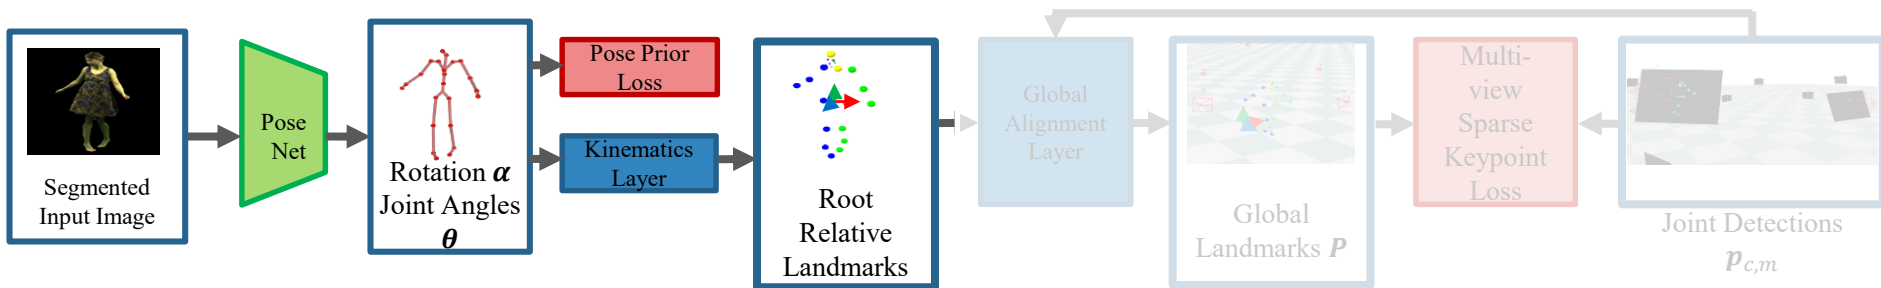 Segmented
Input Image
Pose
Net
Rotation α
Joint Angles
θ
Pose Prior
Loss
Kinematics
Layer
Root
Relative
Landmarks
Global
Alignment
Layer
Global
Landmarks P
Multi-
view
Sparse
Keypoint
Loss
Joint Detections
p_{c,m}